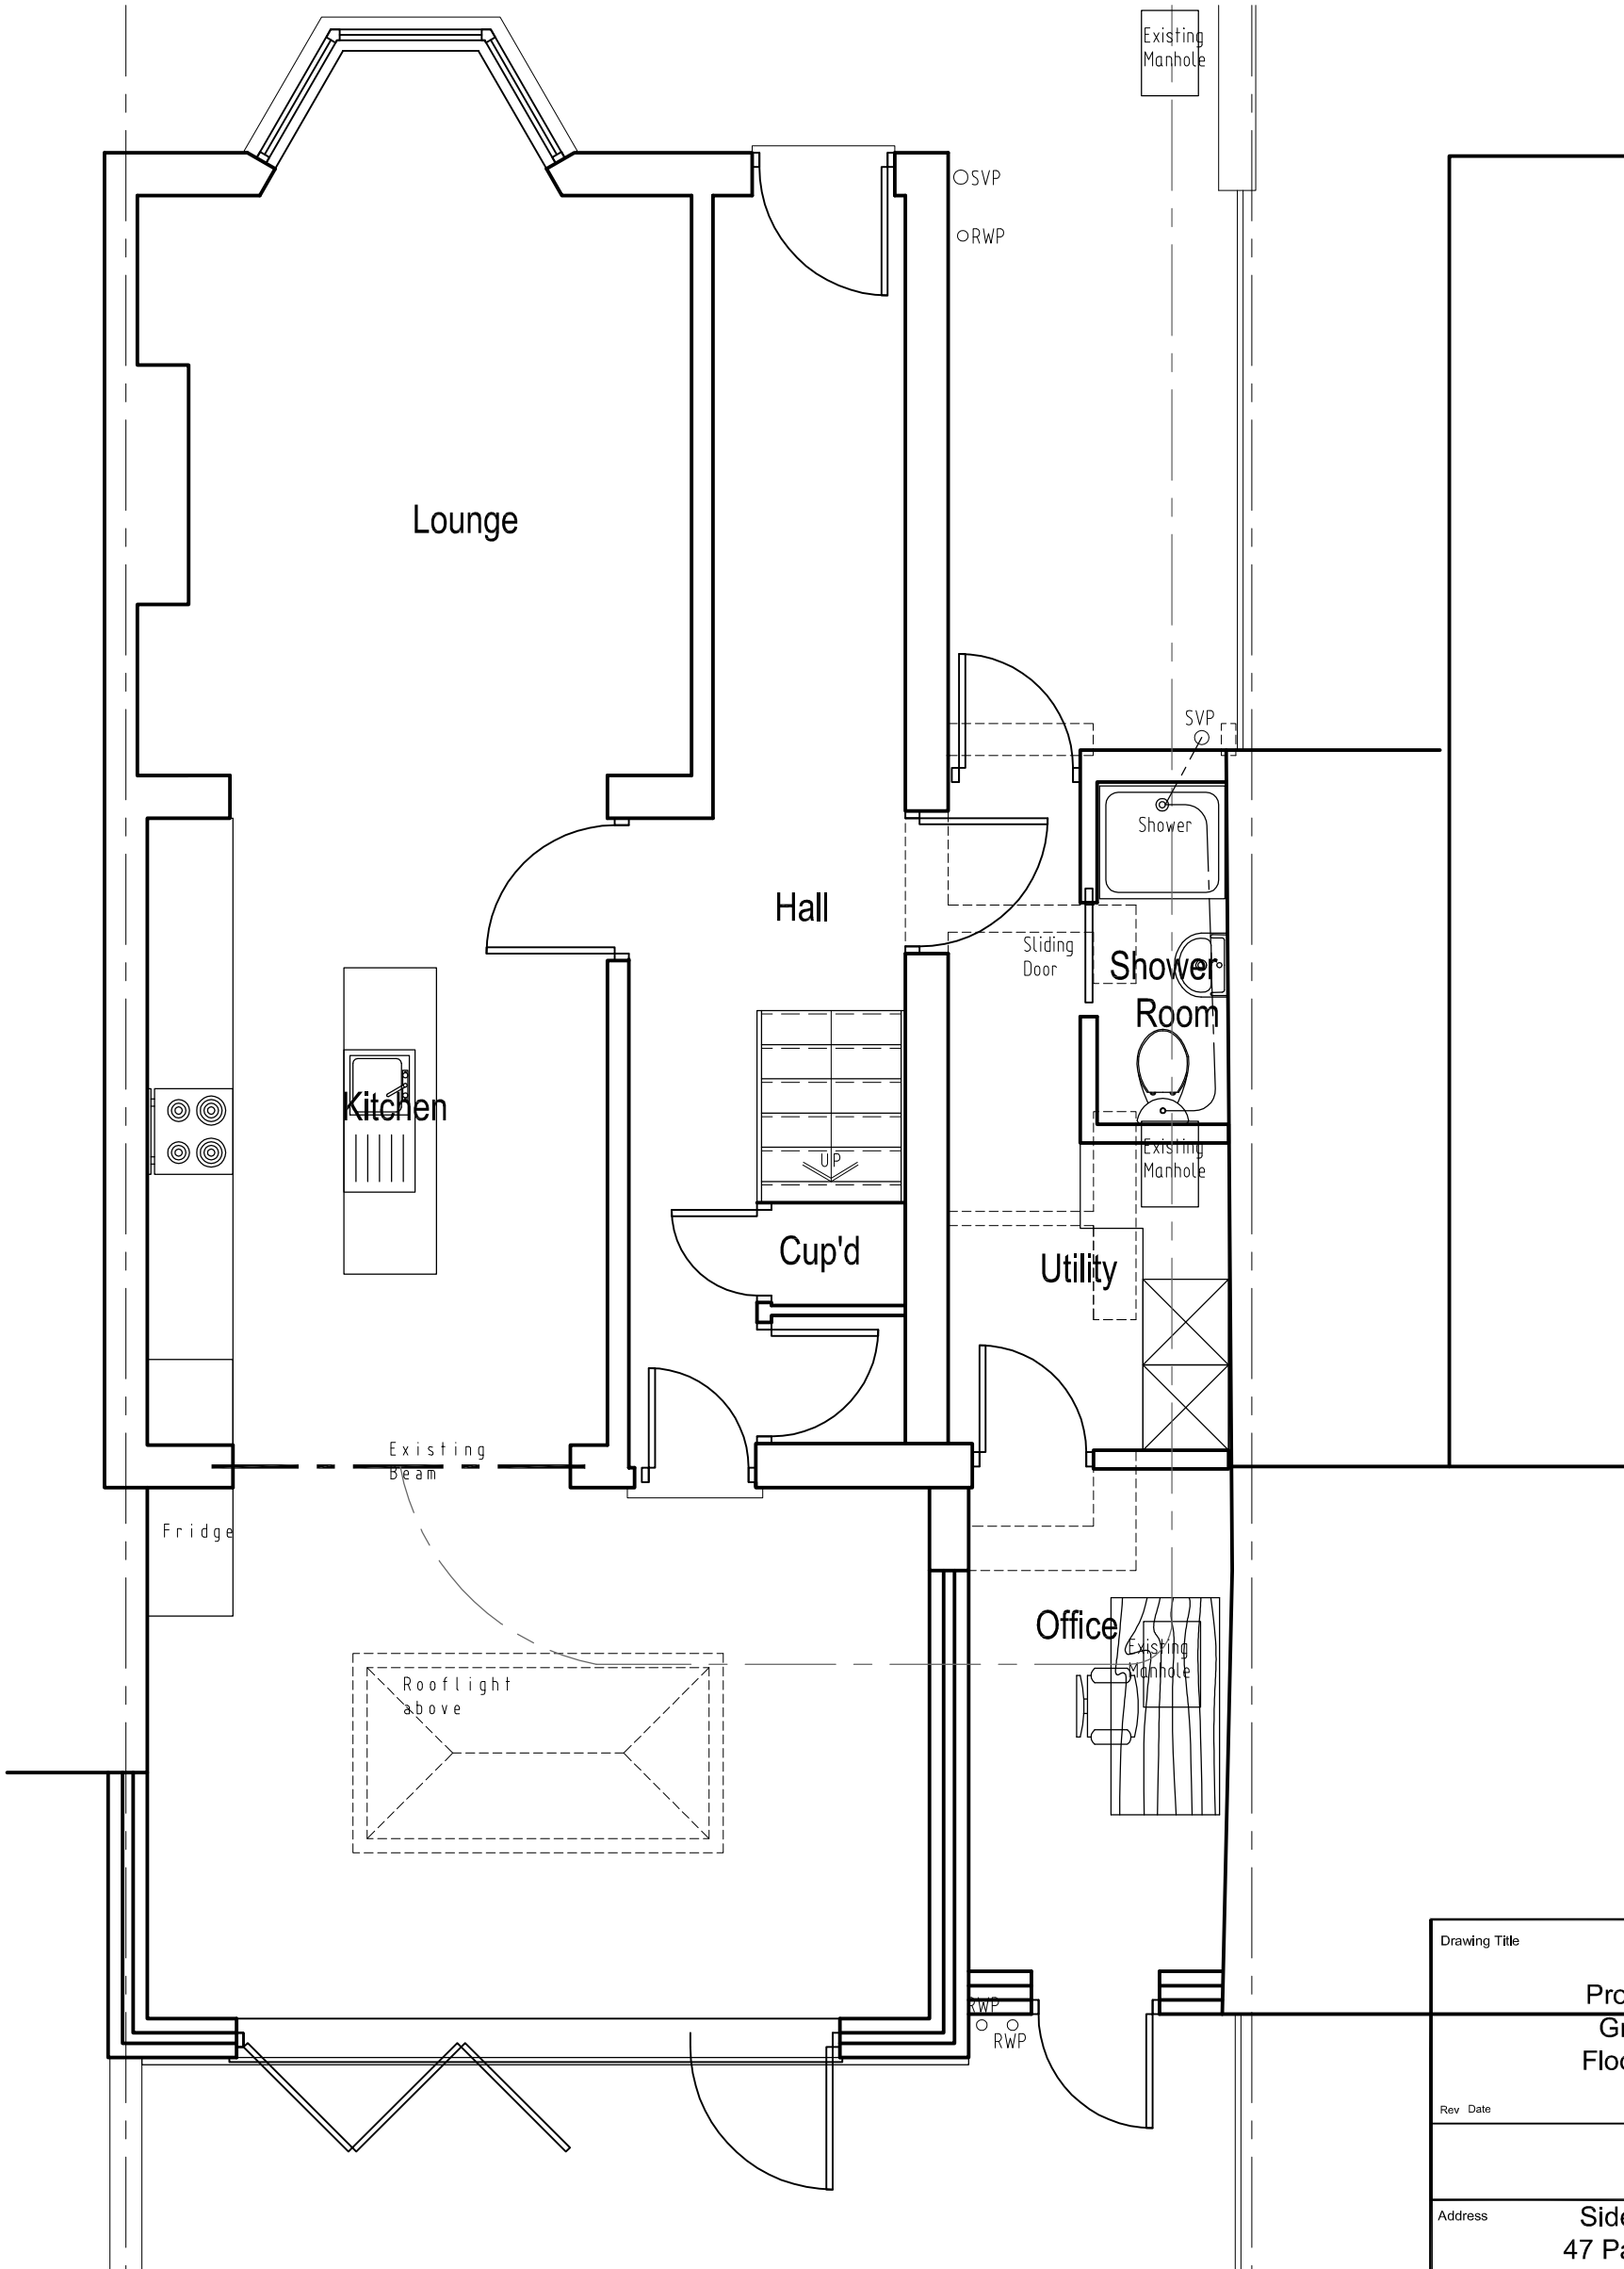 Existing
Manhole
SVP
RWP
Lounge
SVP
Shower
Hall
Sliding
Door
Shower
Room
Kitchen
UP
Existing
Manhole
Cup'd
Utility
Existing
Beam
Fridge
Office
Existing
Manhole
Rooflight
above
RWP
RWP
Drawing Title
Pro
Gr
Floo
Rev Date
Address
Side
47 Pa